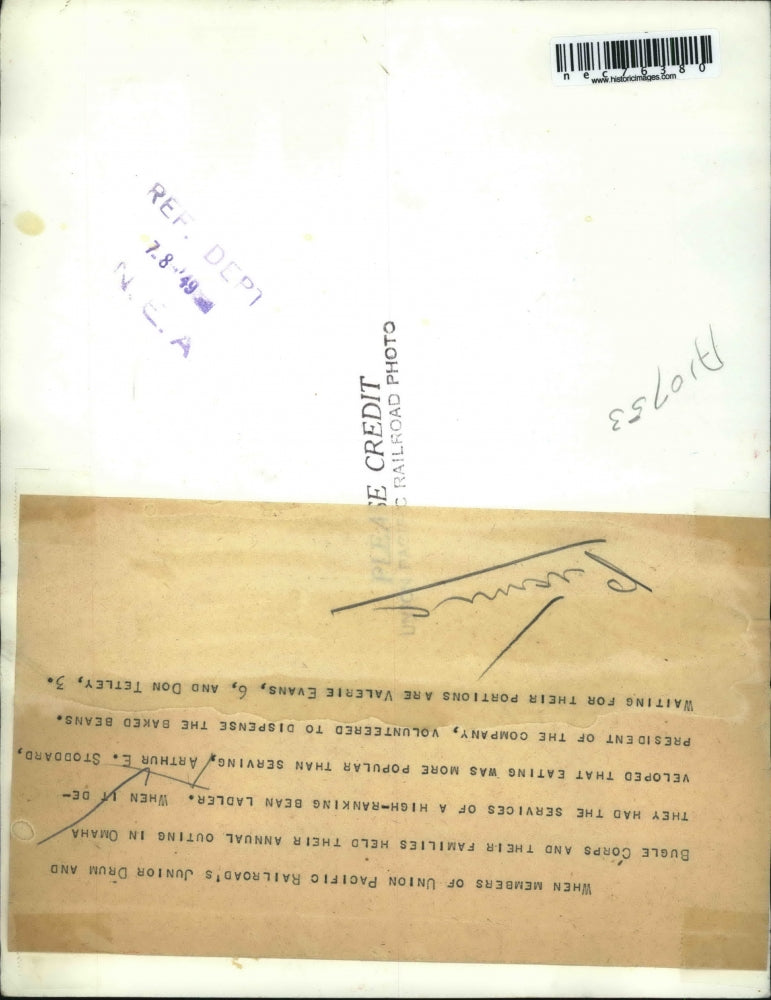 nec76380
www.historicimages.com
REF. DEPT
7-8-'49
N.E.A
PLEASE CREDIT
UNION PACIFIC RAILROAD PHOTO
A10753
WHEN MEMBERS OF UNION PACIFIC RAILROAD'S JUNIOR DRUM AND
BUGLE CORPS AND THEIR FAMILIES HELD THEIR ANNUAL OUTING IN OMAHA
THEY HAD THE SERVICES OF A HIGH-RANKING BEAN LADLER. WHEN IT DE-
VELOPED THAT EATING WAS MORE POPULAR THAN SERVING, ARTHUR E. STODDARD,
PRESIDENT OF THE COMPANY, VOLUNTEERED TO DISPENSE THE BAKED BEANS.
WAITING FOR THEIR PORTIONS ARE VALERIE EVANS, 6, AND DON TETLEY, 3.